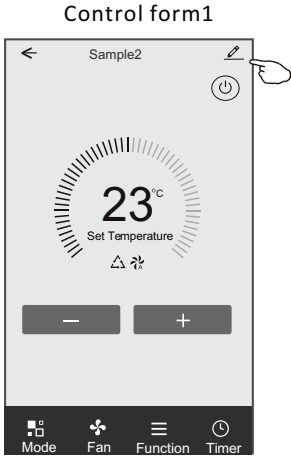 Control form1
Sample2
23°c
Set Temperature
A
Mode Fan Function Timer